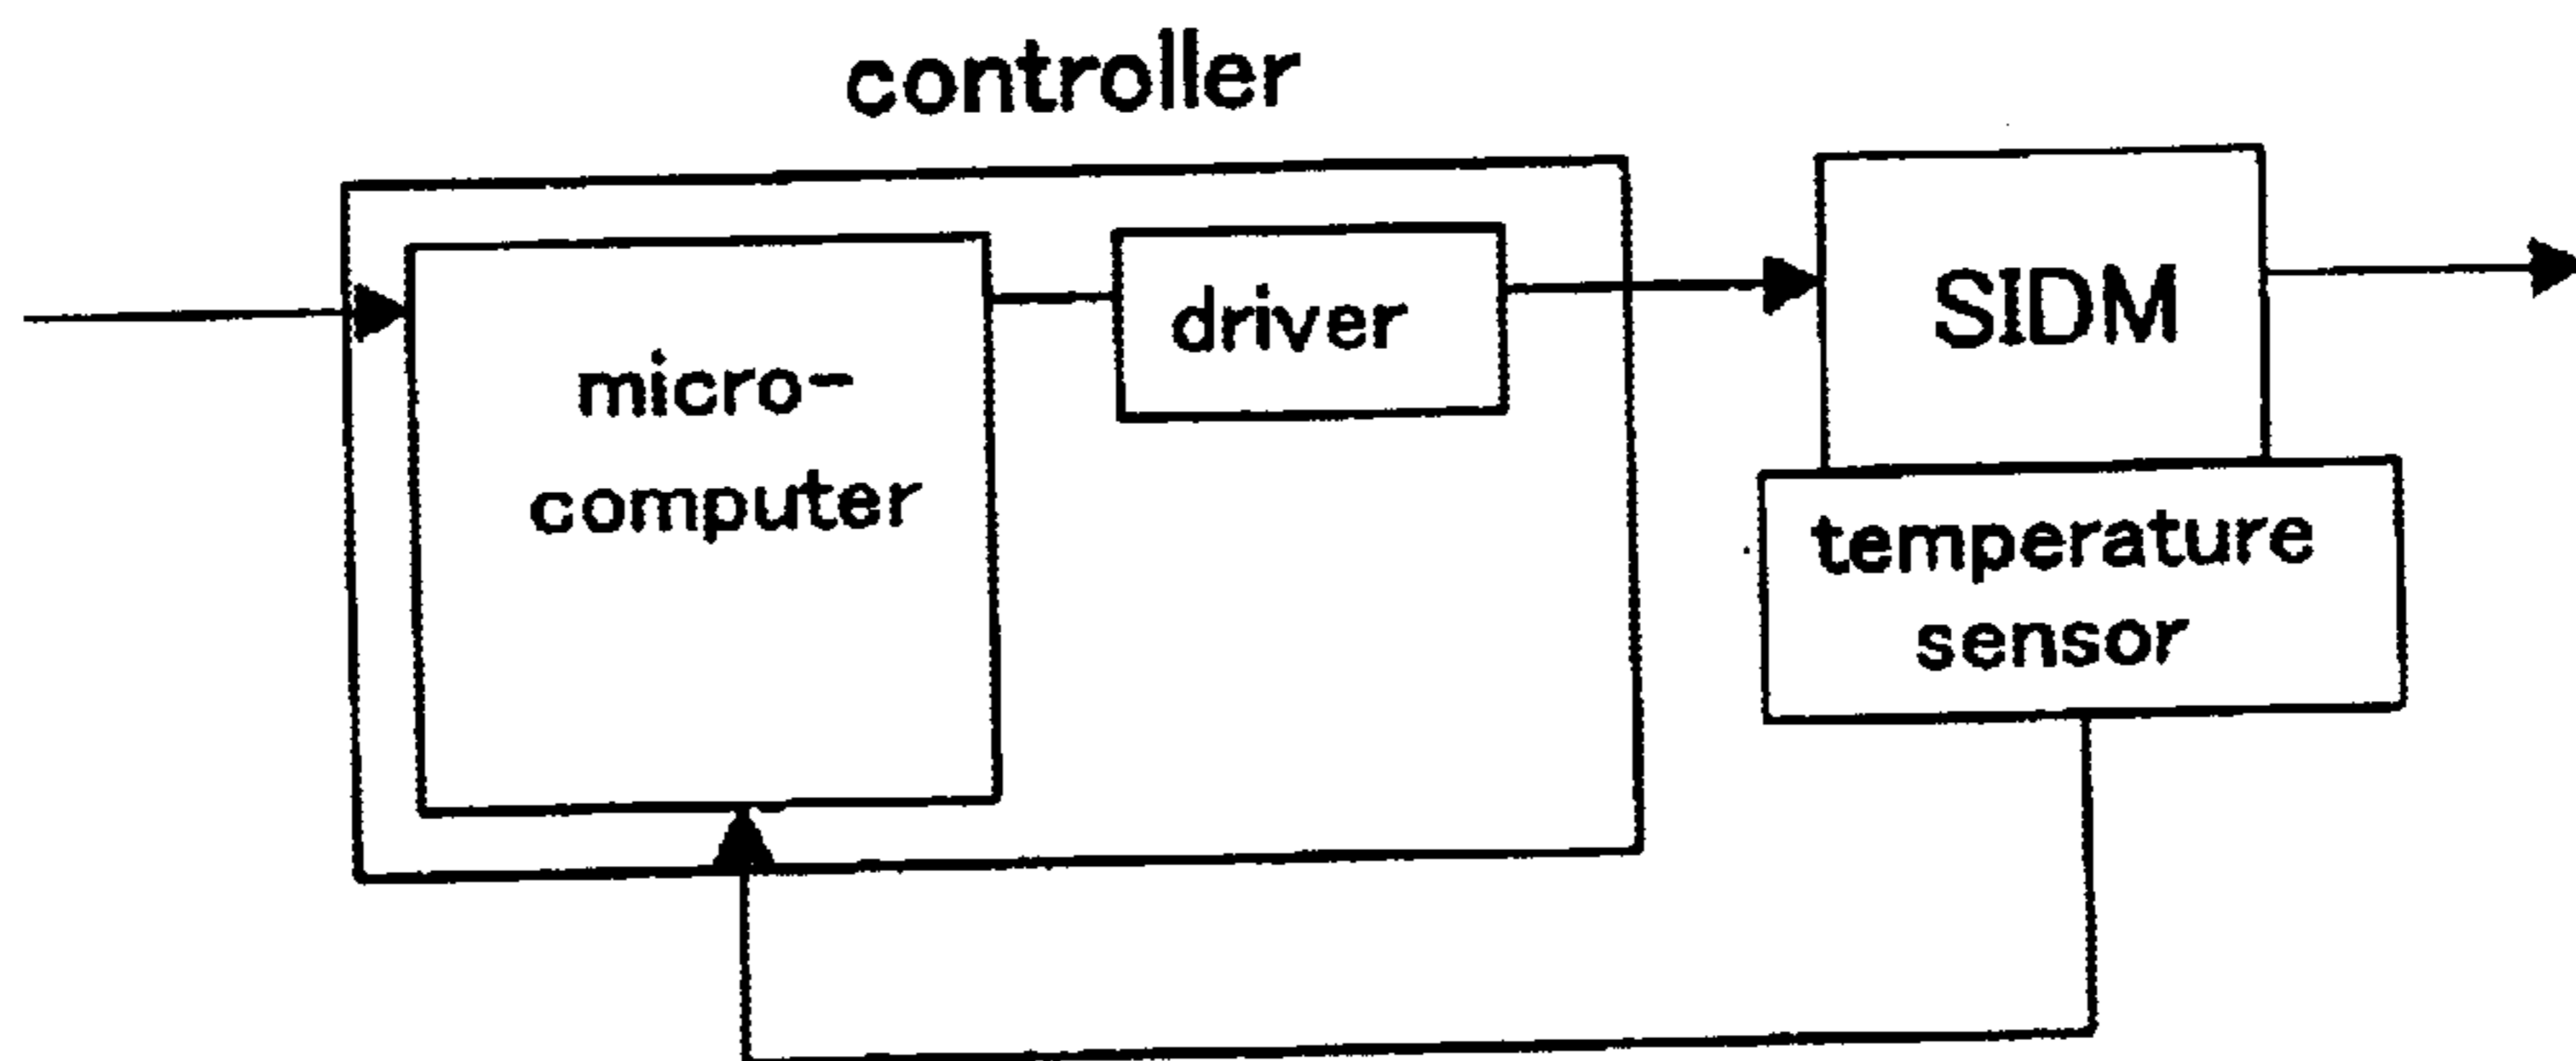 controller
micro-
computer
driver
SIDM
temperature
sensor